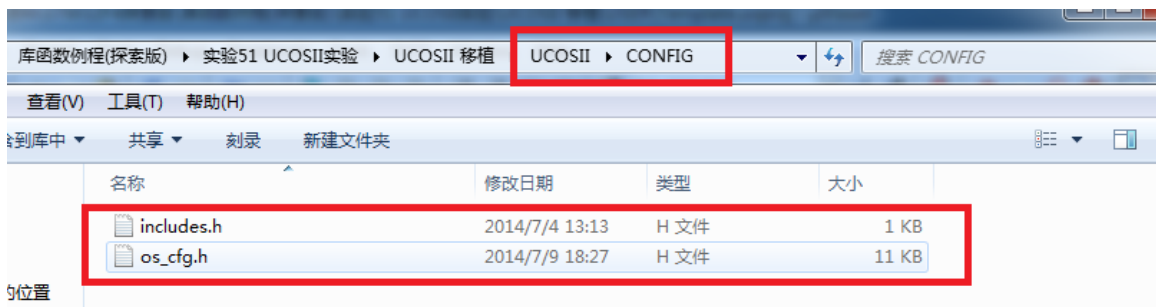 库函数例程(探索版) ▸ 实验51 UCOSII实验 ▸ UCOSII 移植 UCOSII ▸ CONFIG 搜索 CONFIG
查看(V) 工具(T) 帮助(H)
含到库中 共享 刻录 新建文件夹
名称 修改日期 类型 大小
includes.h 2014/7/4 13:13 H 文件 1 KB
os_cfg.h 2014/7/9 18:27 H 文件 11 KB
的位置